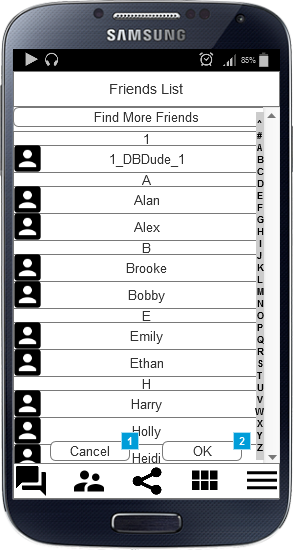 SAMSUNG
85%
Friends List
Find More Friends
1
1_DBDude_1
A
Alan
Alex
B
Brooke
Bobby
E
Emily
Ethan
H
Harry
Holly
Cancel 1
OK 2
Heidi
^
#
A
B
C
D
E
F
G
H
I
J
K
L
M
N
O
P
Q
R
S
T
U
V
W
X
Y
Z